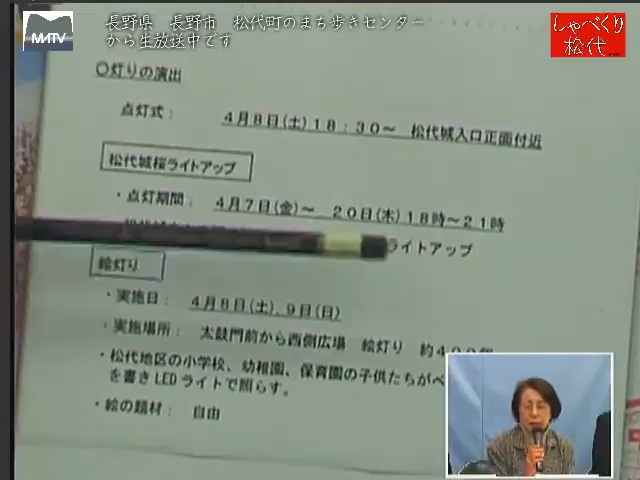 長野県　長野市　松代町のまち歩きセンター
から生放送中です
MATV
しゃべくり
松代
〇灯りの演出
点灯式：　４月８日(土)１８：３０～　松代城入口正面付近
松代城桜ライトアップ
・点灯期間：　４月７日(金)～　２０日(木)１８時～２１時
ライトアップ
絵灯り
・実施日：　４月８日(土)、９日(日)
・実施場所：　太鼓門前から西側広場　絵灯り　約４００個
・松代地区の小学校、幼稚園、保育園の子供たちがペ
を書きLEDライトで照らす。
・絵の題材：　自由